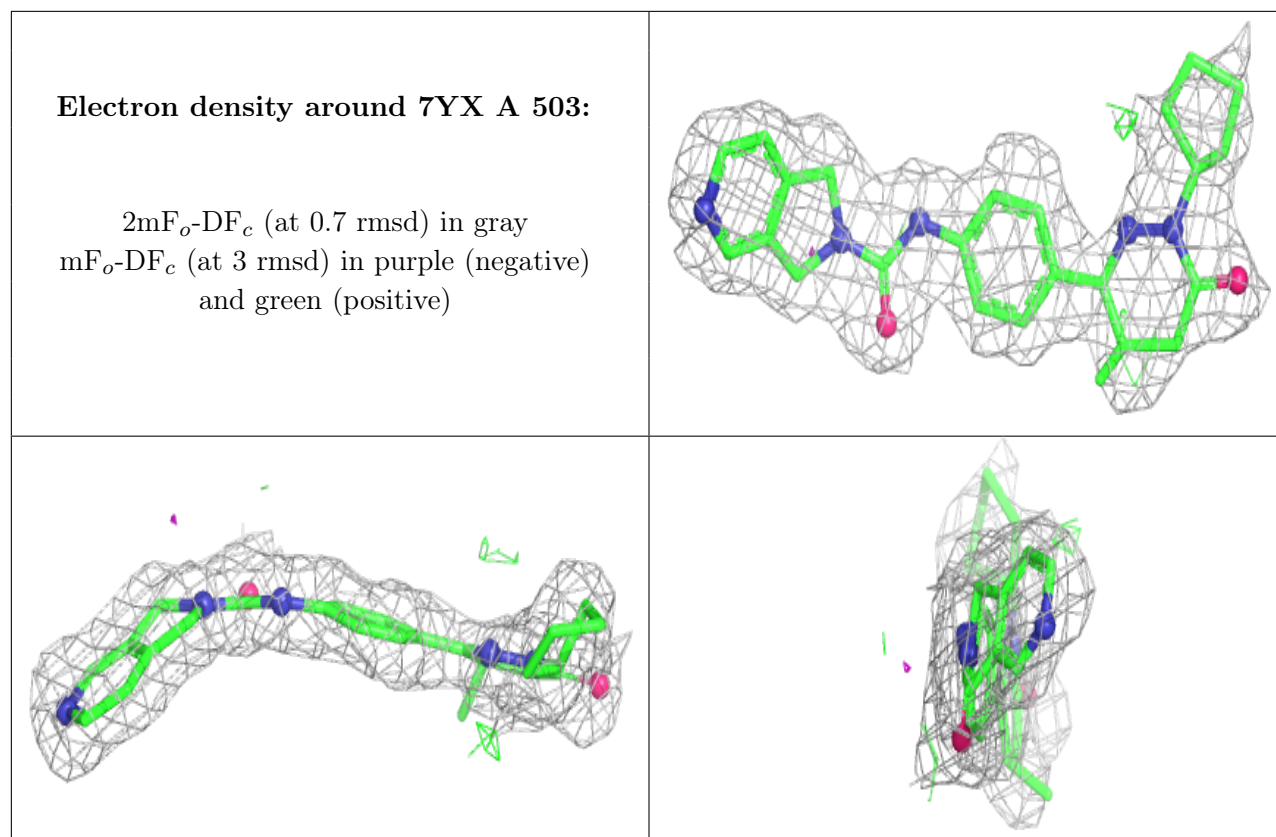 Electron density around 7YX A 503:
2mFₒ-DF𝒸 (at 0.7 rmsd) in gray
mFₒ-DF𝒸 (at 3 rmsd) in purple (negative)
and green (positive)